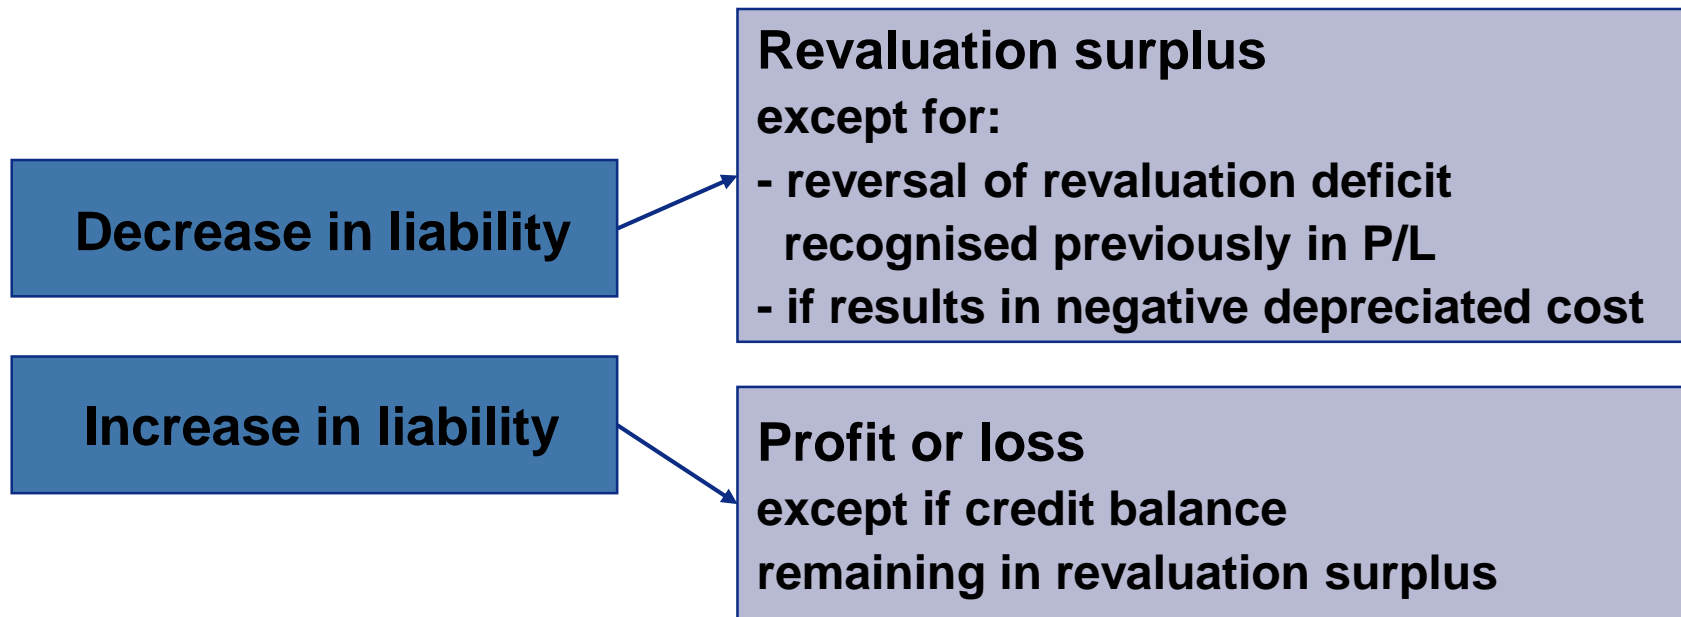 Decrease in liability
Revaluation surplus
except for:
- reversal of revaluation deficit
recognised previously in P/L
- if results in negative depreciated cost
Increase in liability
Profit or loss
except if credit balance
remaining in revaluation surplus